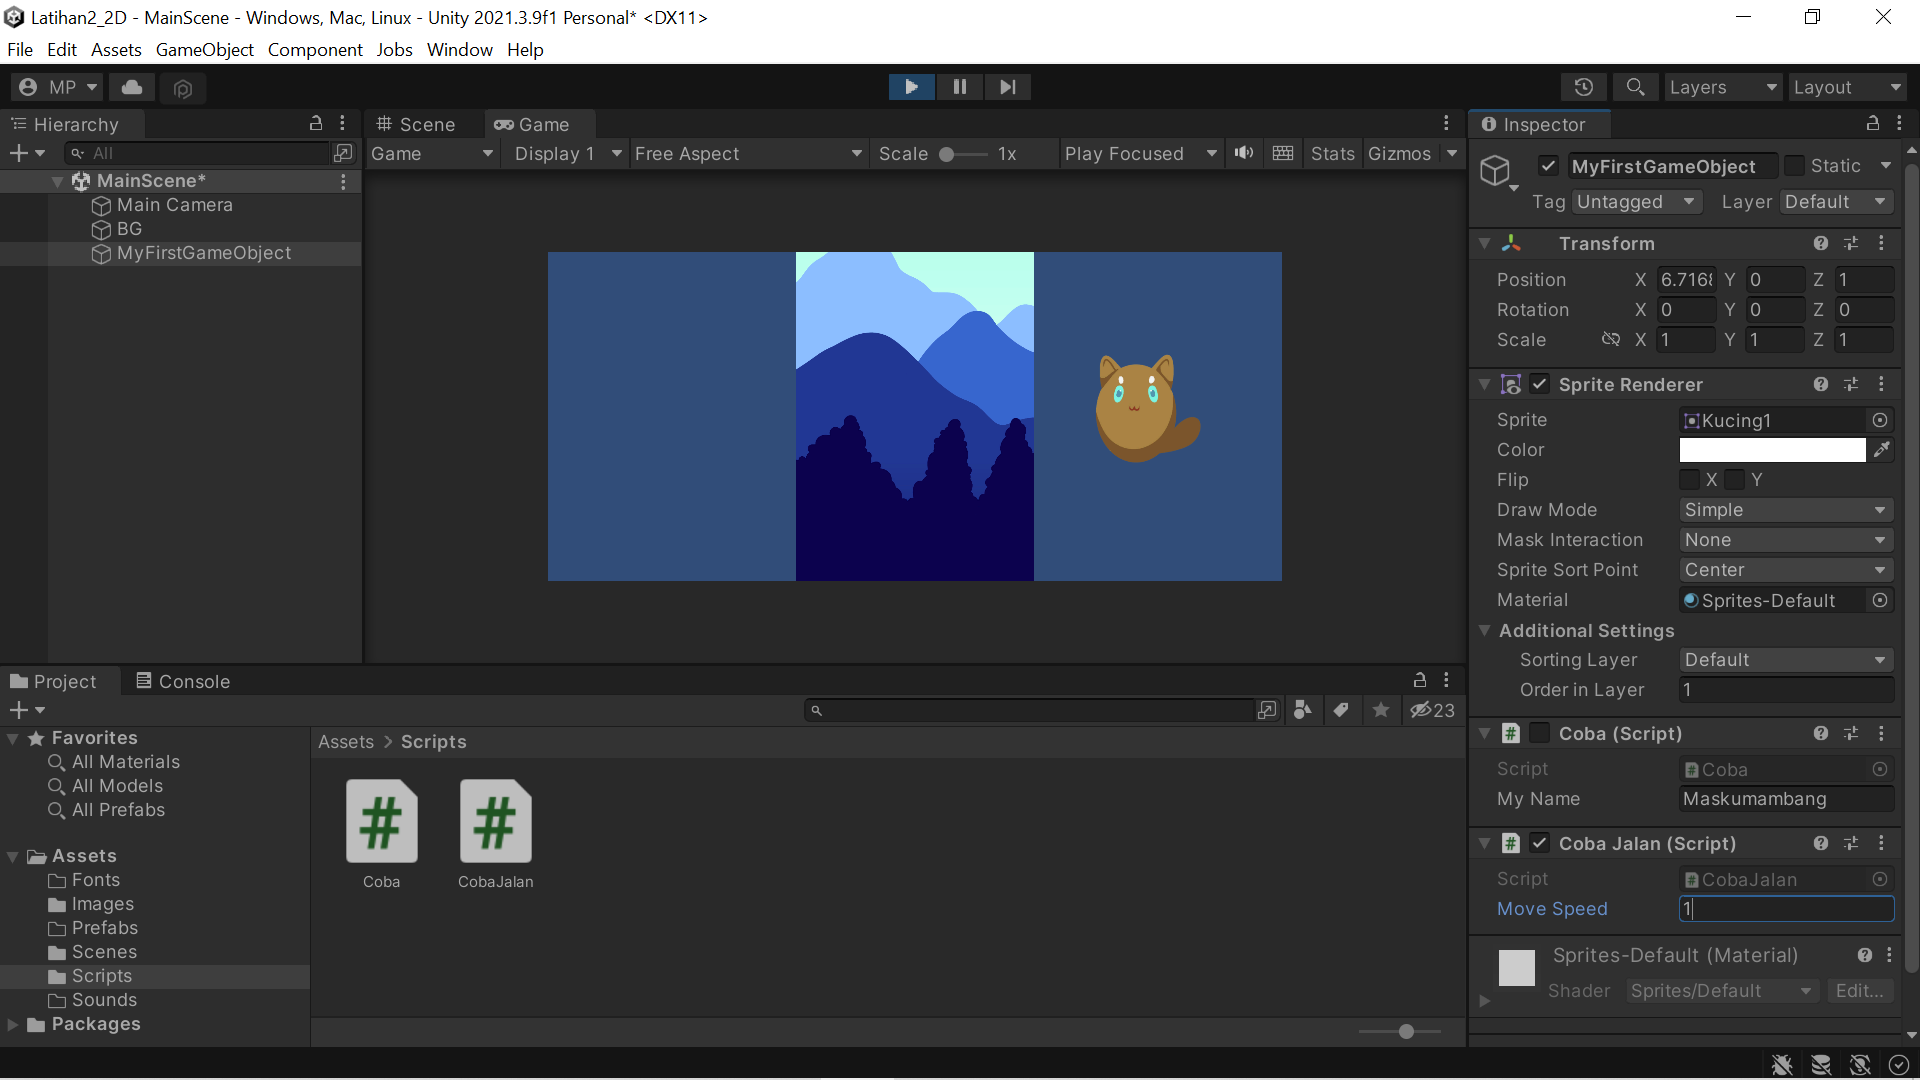 Latihan2_2D - MainScene - Windows, Mac, Linux - Unity 2021.3.9f1 Personal* <DX11>
File Edit Assets GameObject Component Jobs Window Help
MP
Layers
Layout
Hierarchy
All
MainScene*
Main Camera
BG
MyFirstGameObject
Scene
Game
Game
Display 1
Free Aspect
Scale
1x
Play Focused
Stats
Gizmos
Inspector
MyFirstGameObject
Static
Tag Untagged
Layer Default
Transform
Position X 6.716 Y 0 Z 1
Rotation X 0 Y 0 Z 0
Scale X 1 Y 1 Z 1
Sprite Renderer
Sprite Kucing1
Color
Flip X Y
Draw Mode Simple
Mask Interaction None
Sprite Sort Point Center
Material Sprites-Default
Additional Settings
Sorting Layer Default
Order in Layer 1
# Coba (Script)
Script # Coba
My Name Maskumambang
# Coba Jalan (Script)
Script # CobaJalan
Move Speed 1
Sprites-Default (Material)
Shader Sprites/Default Edit...
Project
Console
23
Favorites
All Materials
All Models
All Prefabs
Assets
Fonts
Images
Prefabs
Scenes
Scripts
Sounds
Packages
Assets > Scripts
# #
Coba
CobaJalan